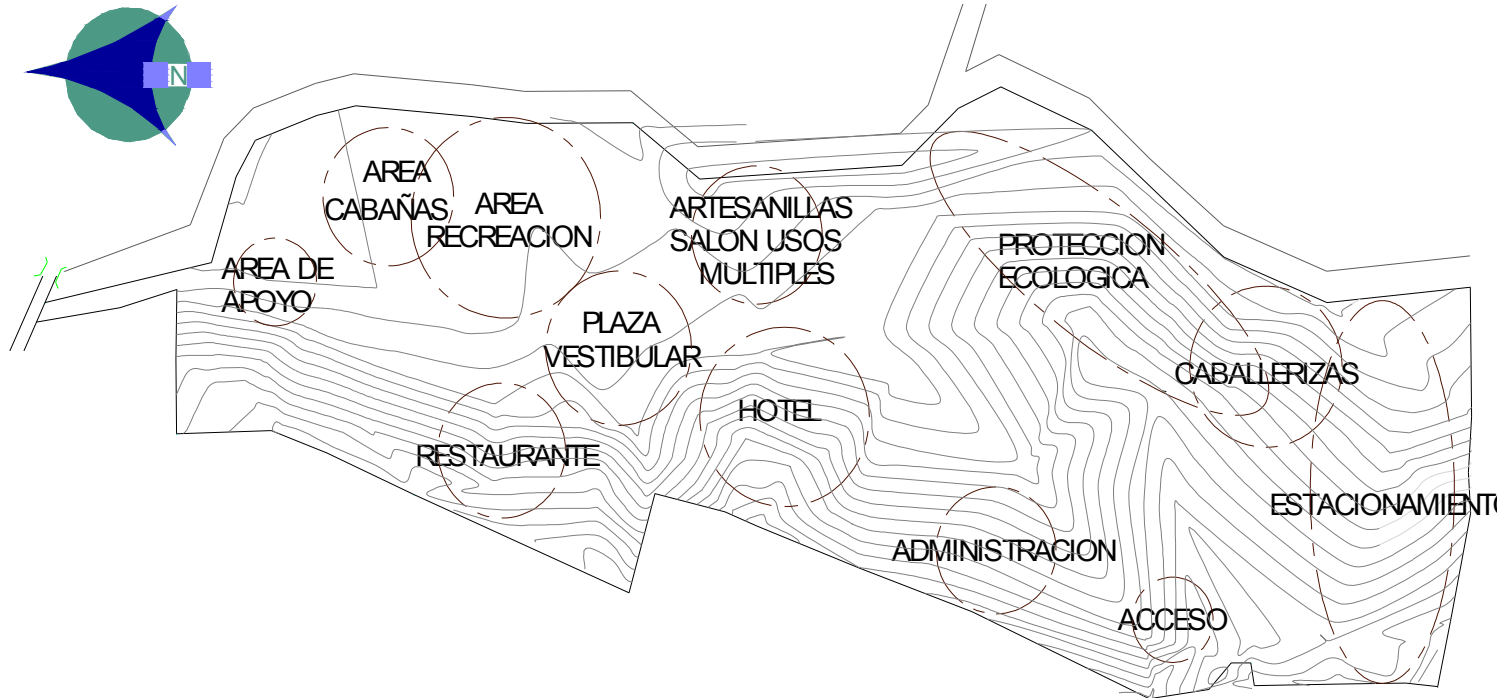 N
AREA
CABAÑAS
AREA
RECREACION
ARTESANILLAS
SALON USOS
MULTIPLES
PROTECCION
ECOLOGICA
AREA DE
APOYO
PLAZA
VESTIBULAR
CABALLERIZAS
HOTEL
RESTAURANTE
ESTACIONAMIENTO
ADMINISTRACION
ACCESO